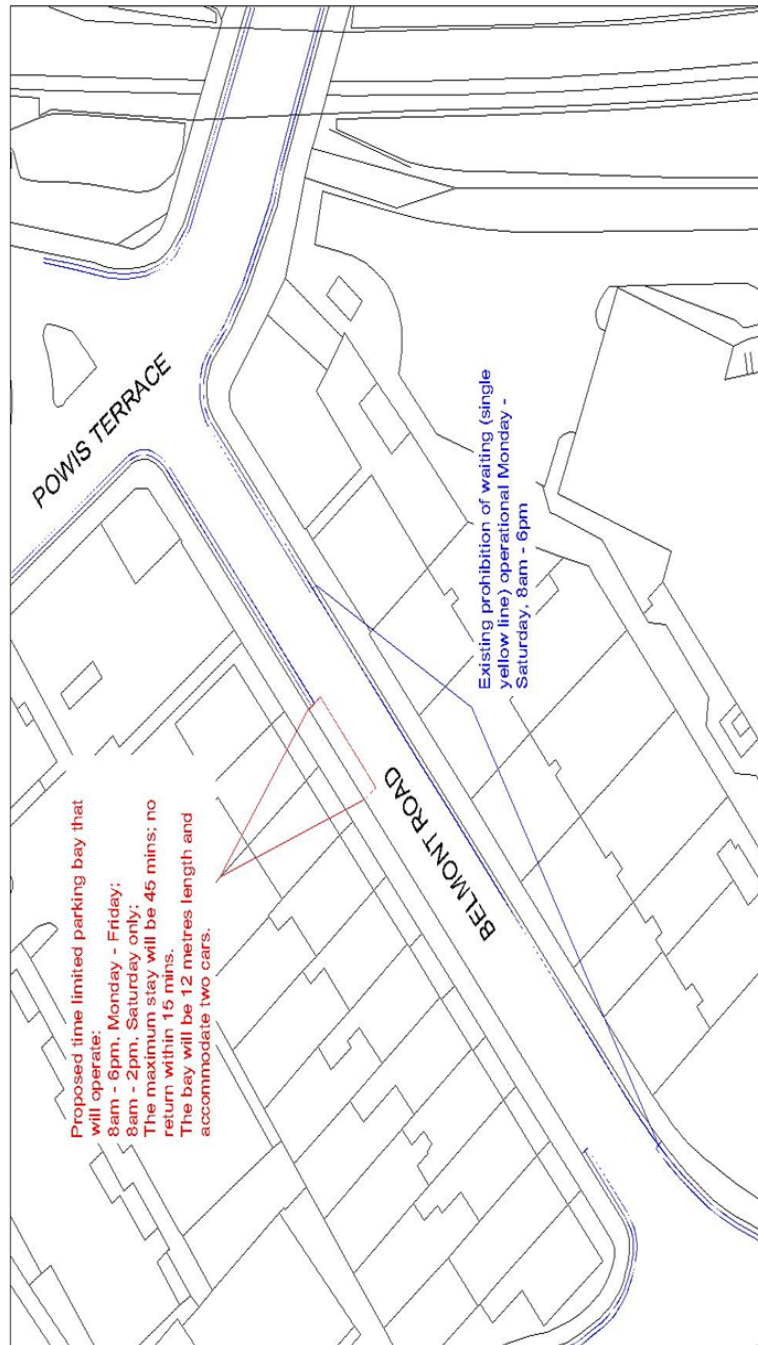 POWIS TERRACE
Proposed time limited parking bay that
will operate:
8am - 6pm, Monday - Friday;
8am - 2pm, Saturday only;
The maximum stay will be 45 mins; no
return within 15 mins.
The bay will be 12 metres length and
accommodate two cars.
BELMONT ROAD
Existing prohibition of waiting (single
yellow line) operational Monday -
Saturday, 8am - 6pm